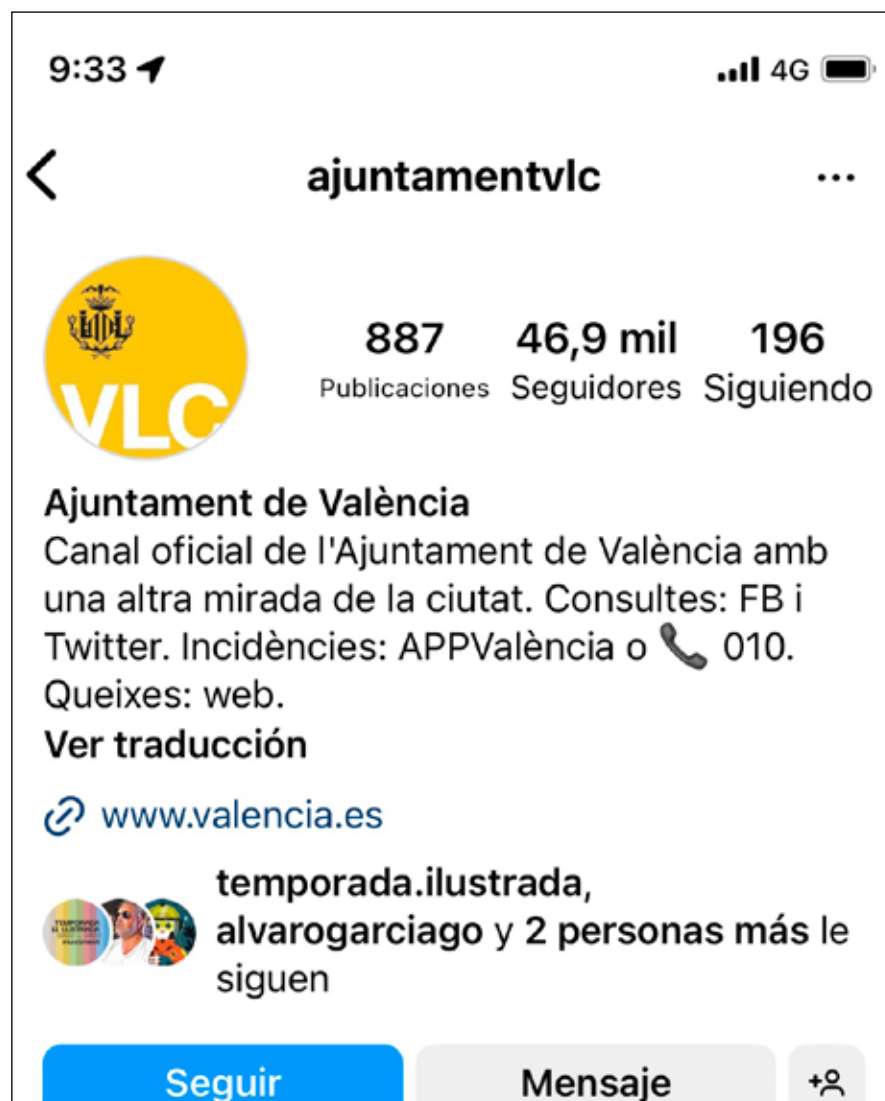 9:33
4G
ajuntamentvlc
...
VLC
887 46,9 mil 196
Publicaciones Seguidores Siguiendo
Ajuntament de València
Canal oficial de l'Ajuntament de València amb
una altra mirada de la ciutat. Consultes: FB i
Twitter. Incidències: APPValència o 📞 010.
Queixes: web.
Ver traducción
www.valencia.es
temporada.ilustrada,
alvarogarciago y 2 personas más le
siguen
Seguir
Mensaje